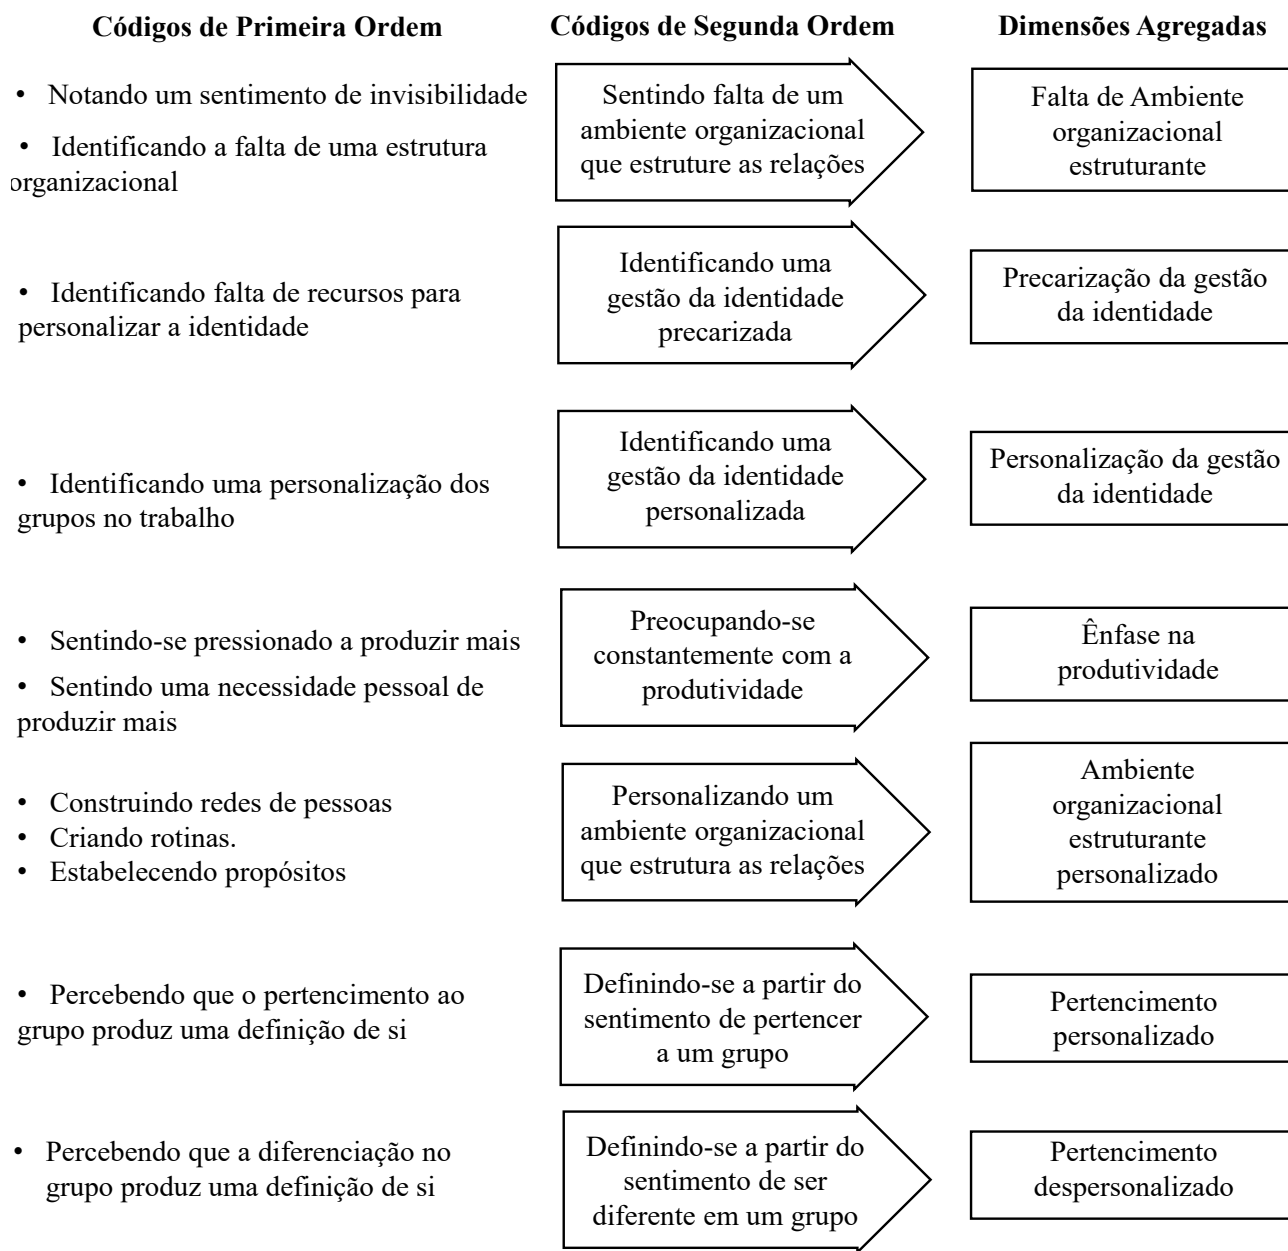 Códigos de Primeira Ordem
Códigos de Segunda Ordem
Dimensões Agregadas
• Notando um sentimento de invisibilidade
• Identificando a falta de uma estrutura
organizacional
Sentindo falta de um
ambiente organizacional
que estruture as relações
Falta de Ambiente
organizacional
estruturante
• Identificando falta de recursos para
personalizar a identidade
Identificando uma
gestão da identidade
precarizada
Precarização da gestão
da identidade
• Identificando uma personalização dos
grupos no trabalho
Identificando uma
gestão da identidade
personalizada
Personalização da gestão
da identidade
• Sentindo-se pressionado a produzir mais
• Sentindo uma necessidade pessoal de
produzir mais
Preocupando-se
constantemente com a
produtividade
Ênfase na
produtividade
• Construindo redes de pessoas
• Criando rotinas.
• Estabelecendo propósitos
Personalizando um
ambiente organizacional
que estrutura as relações
Ambiente
organizacional
estruturante
personalizado
• Percebendo que o pertencimento ao
grupo produz uma definição de si
Definindo-se a partir do
sentimento de pertencer
a um grupo
Pertencimento
personalizado
• Percebendo que a diferenciação no
grupo produz uma definição de si
Definindo-se a partir do
sentimento de ser
diferente em um grupo
Pertencimento
despersonalizado